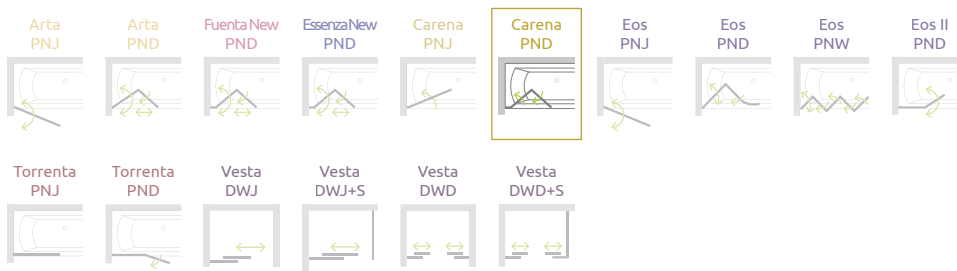 Arta
PNJ
Arta
PND
Fuenta New
PND
Essenza New
PND
Carena
PNJ
Carena
PND
Eos
PNJ
Eos
PND
Eos
PNW
Eos II
PND
Torrenta
PNJ
Torrenta
PND
Vesta
DWJ
Vesta
DWJ+S
Vesta
DWD
Vesta
DWD+S